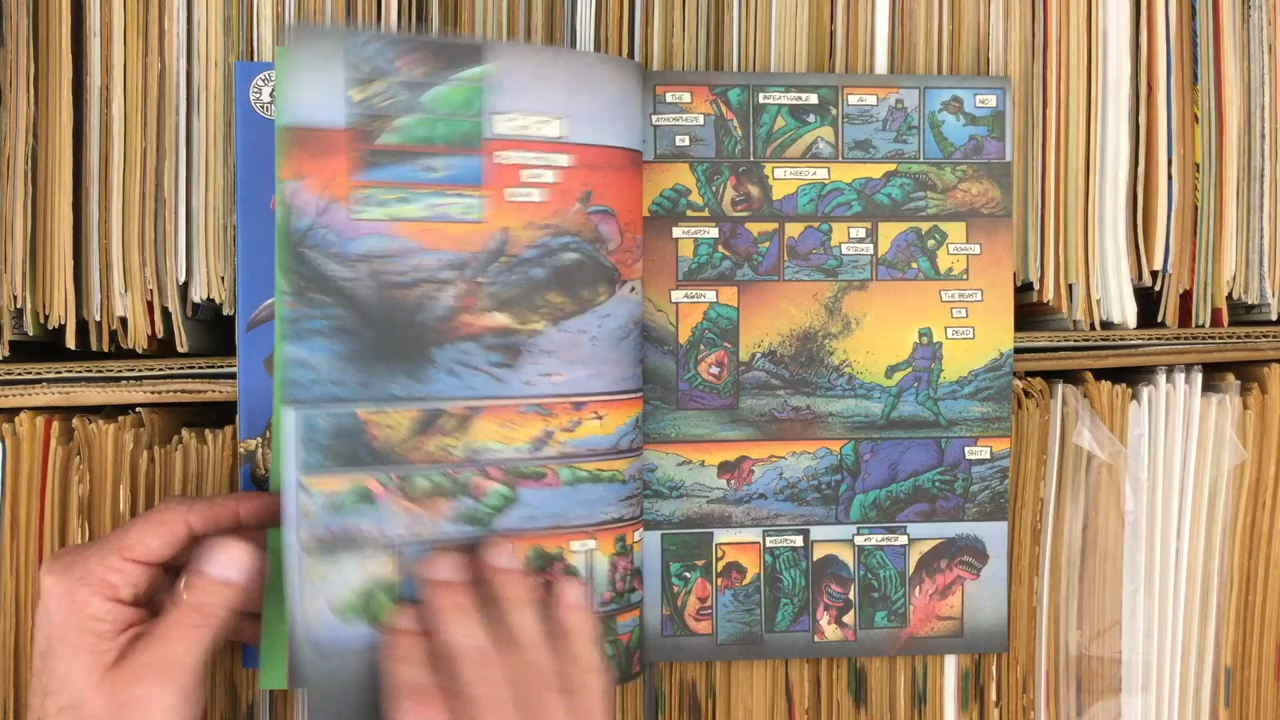 THE
ATMOSPHERE
IS
BREATHABLE
AH
NO!
I NEED A
WEAPON
I
STRIKE
AGAIN
...AGAIN...
THE BEAST
IS
DEAD
SHIT!
WEAPON
...MY LASER...